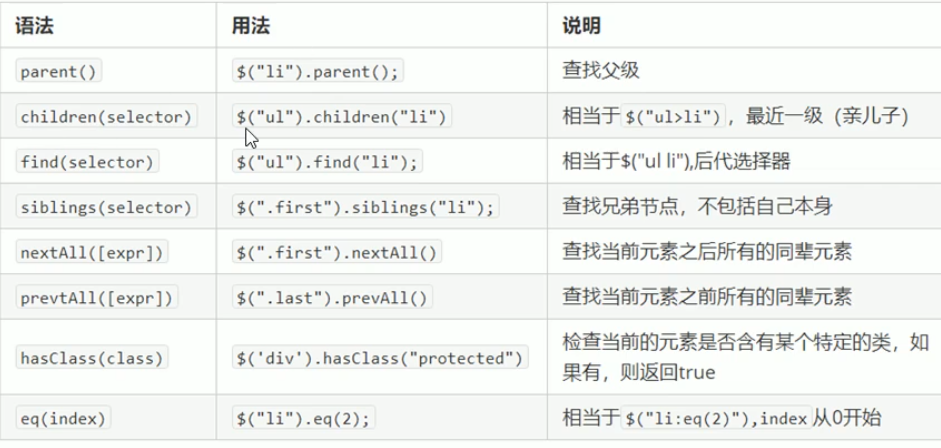 语法 用法 说明
parent() $("li").parent(); 查找父级
children(selector) $("ul").children("li") 相当于$("ul>li")，最近一级（亲儿子）
find(selector) $("ul").find("li"); 相当于$("ul li"),后代选择器
siblings(selector) $(".first").siblings("li"); 查找兄弟节点，不包括自己本身
nextAll([expr]) $(".first").nextAll() 查找当前元素之后所有的同辈元素
prevtAll([expr]) $(".last").prevAll() 查找当前元素之前所有的同辈元素
hasClass(class) $('div').hasClass("protected") 检查当前的元素是否含有某个特定的类，如
果有，则返回true
eq(index) $("li").eq(2); 相当于$("li:eq(2)"),index从0开始